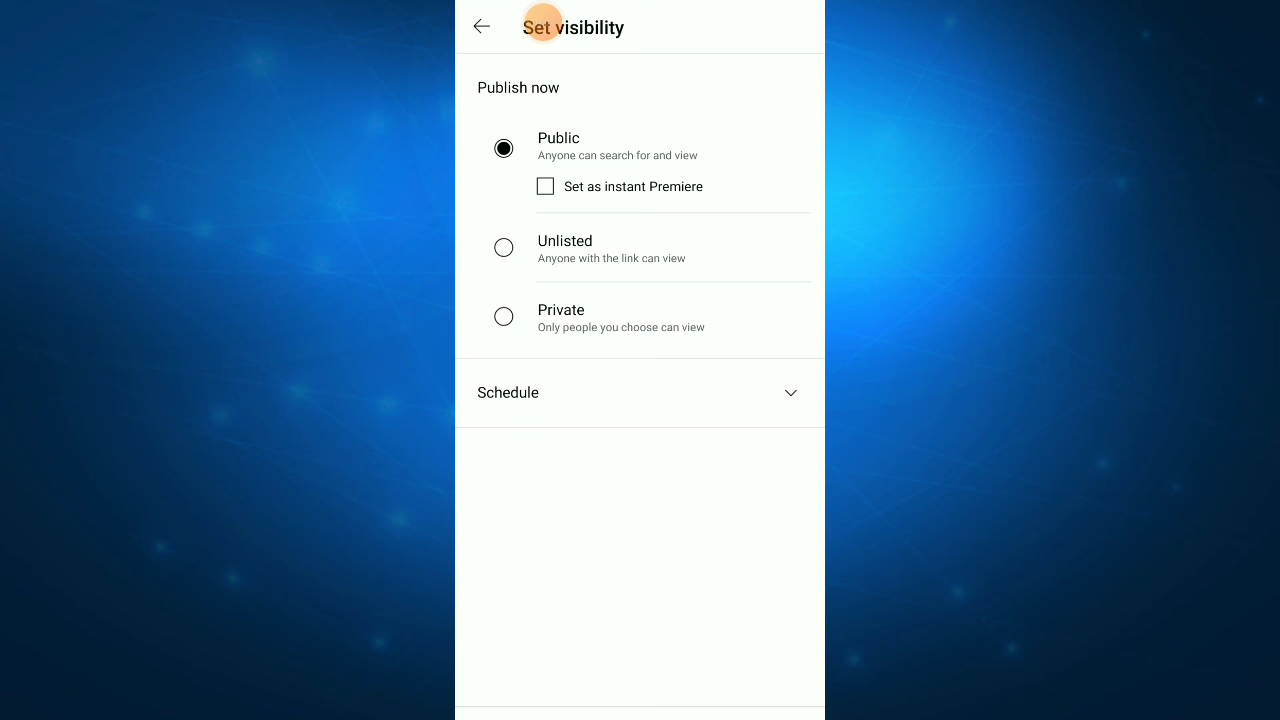 Set visibility
Publish now
Public
Anyone can search for and view
Set as instant Premiere
Unlisted
Anyone with the link can view
Private
Only people you choose can view
Schedule